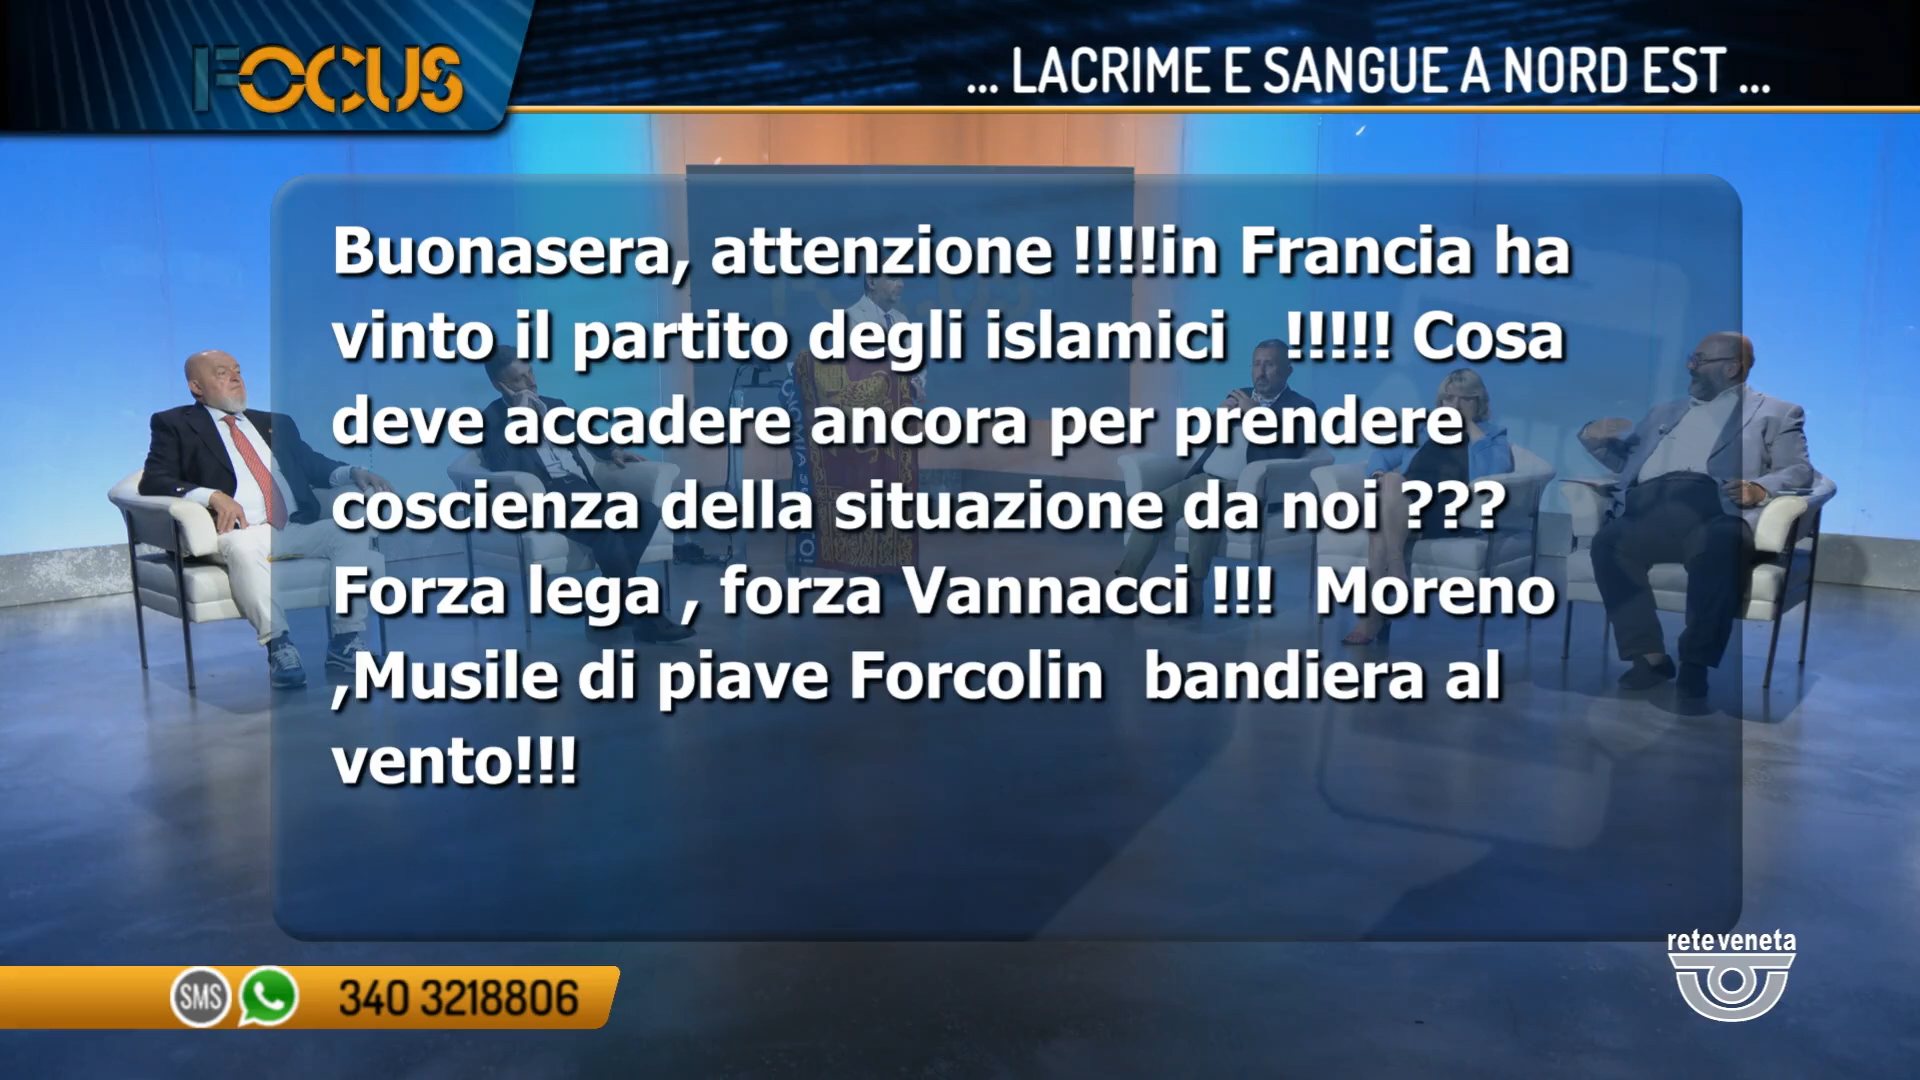 FOCUS
... LACRIME E SANGUE A NORD EST ...
Buonasera, attenzione !!!!in Francia ha
vinto il partito degli islamici !!!!! Cosa
deve accadere ancora per prendere
coscienza della situazione da noi ???
Forza lega , forza Vannacci !!! Moreno
,Musile di piave Forcolin bandiera al
vento!!!
reteveneta
SMS 340 3218806